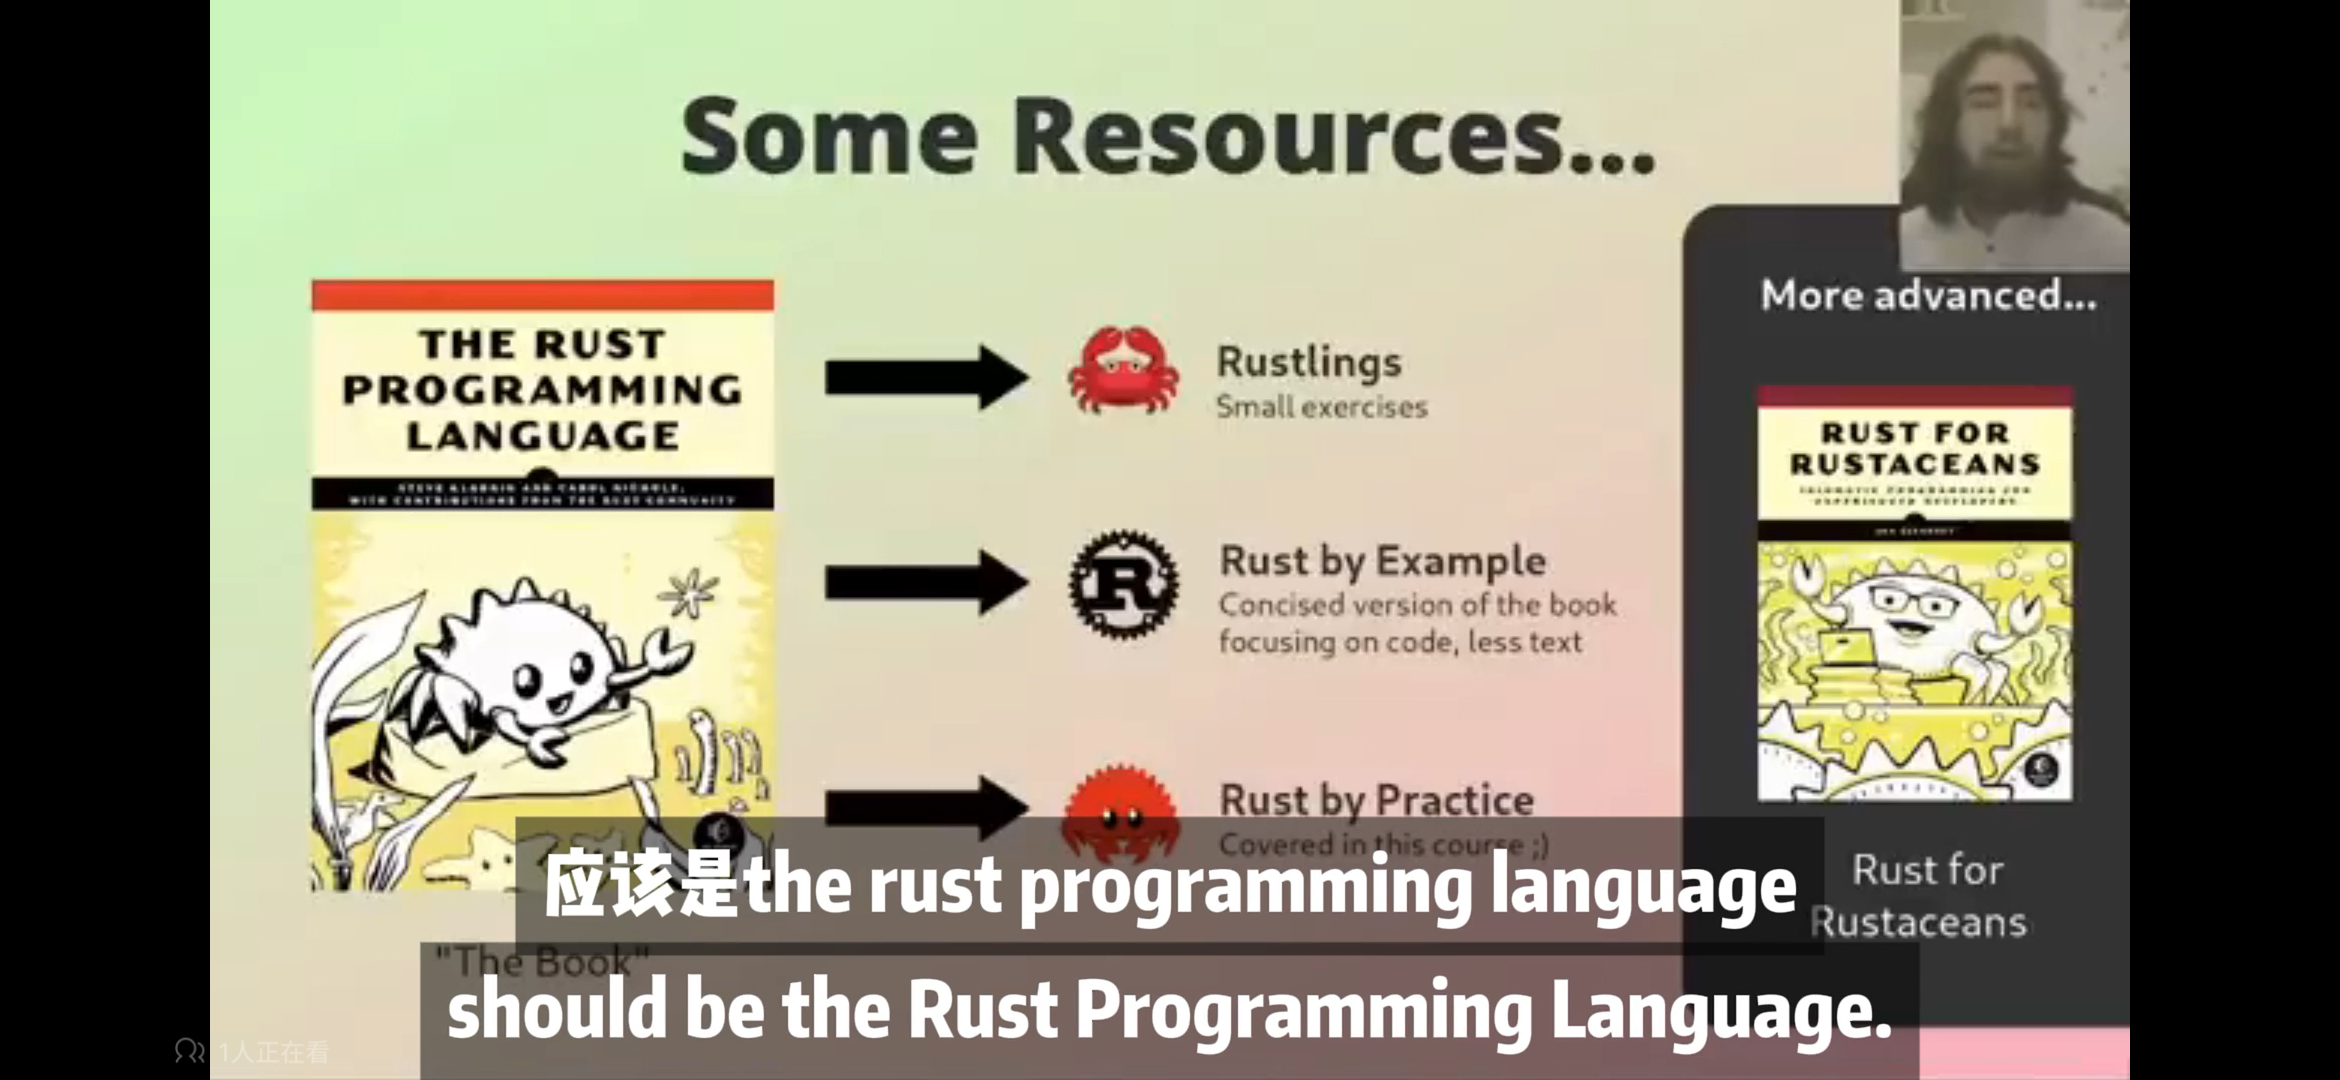 Some Resources...
THE RUST
PROGRAMMING
LANGUAGE
STEVE KLABNIK AND CAROL NICHOLS,
WITH CONTRIBUTIONS FROM THE RUST COMMUNITY
"The Book"
Rustlings
Small exercises
Rust by Example
Concised version of the book
focusing on code, less text
Rust by Practice
Covered in this course ;)
More advanced...
RUST FOR
RUSTACEANS
Rust for
Rustaceans
应该是the rust programming language
should be the Rust Programming Language.
1人正在看